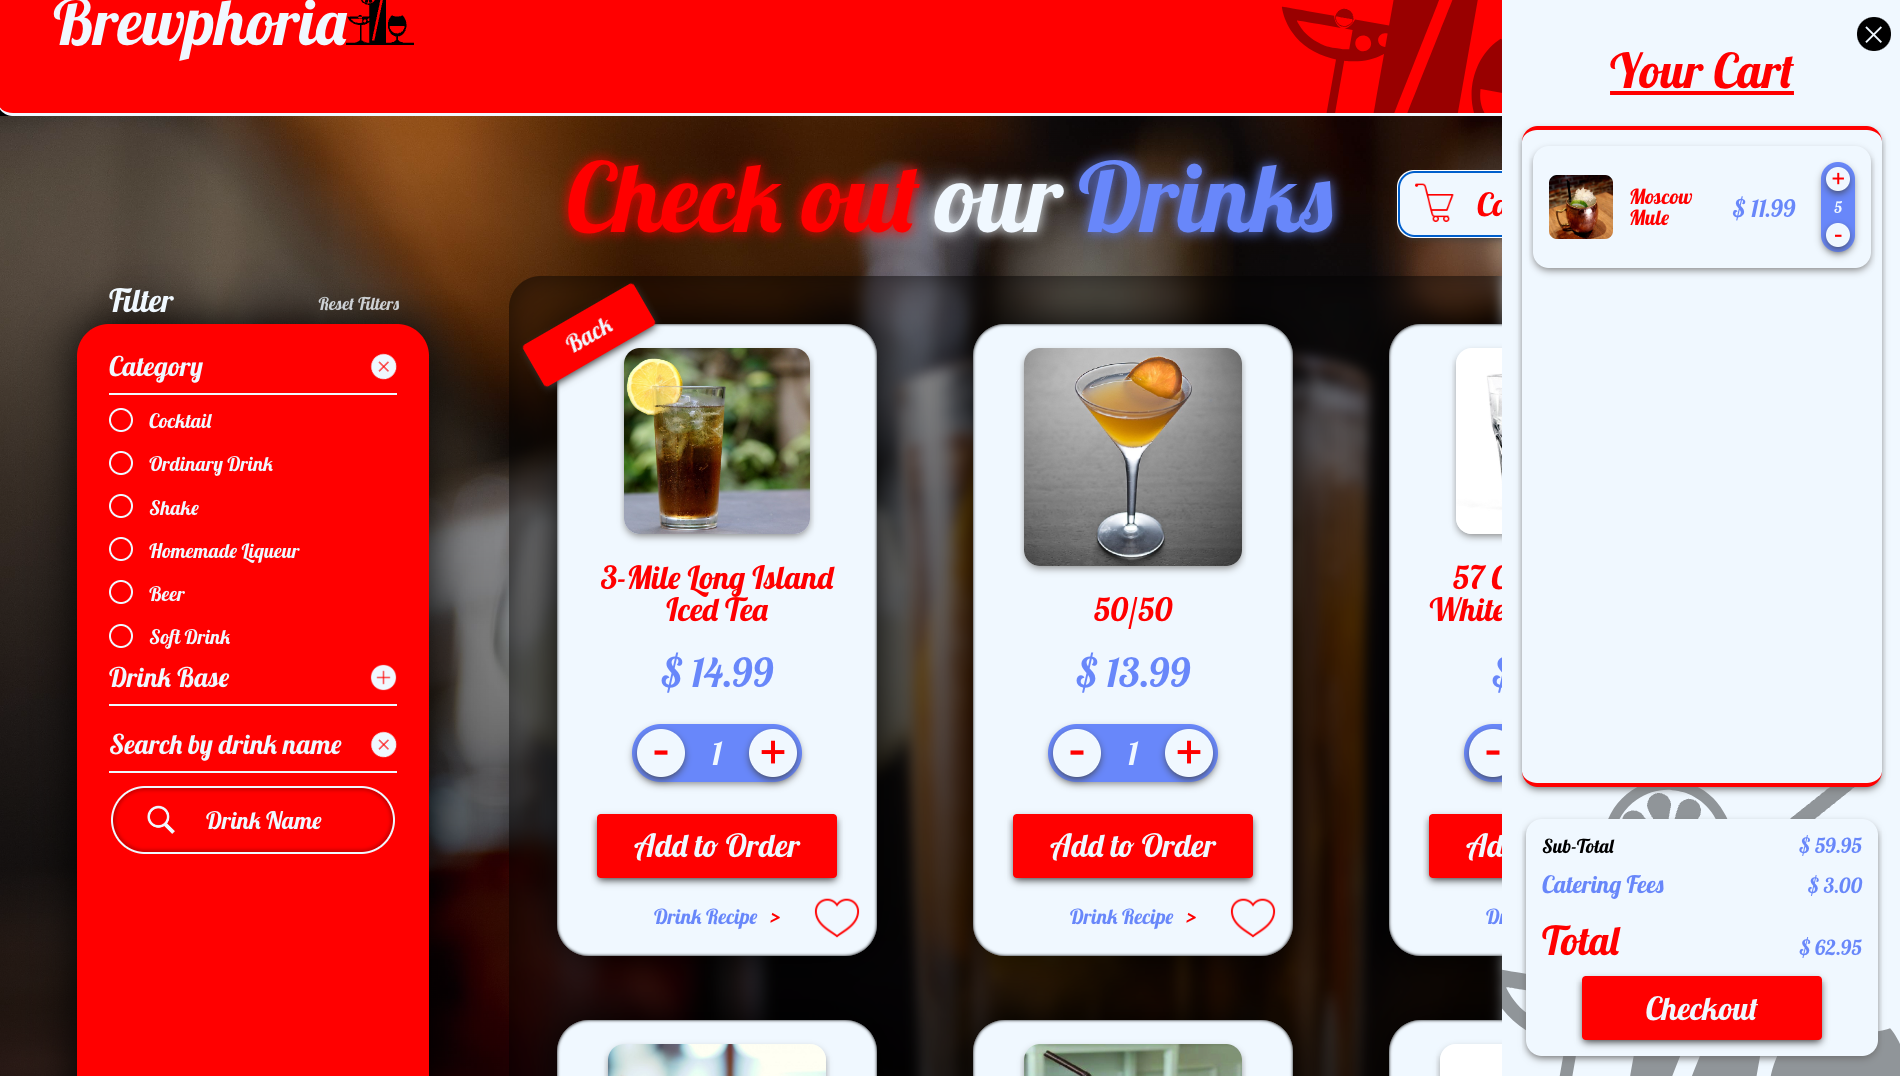 Brewphoria
Check out our Drinks
Filter
Reset Filters
Category
Cocktail
Ordinary Drink
Shake
Homemade Liqueur
Beer
Soft Drink
Drink Base
Search by drink name
Drink Name
Back
3-Mile Long Island
Iced Tea
$ 14.99
- 1 +
Add to Order
Drink Recipe >
50/50
$ 13.99
- 1 +
Add to Order
Drink Recipe >
57
White
$
-
Your Cart
Moscow
Mule
$ 11.99
+
5
-
Sub-Total
$ 59.95
Catering Fees
$ 3.00
Total
$ 62.95
Checkout